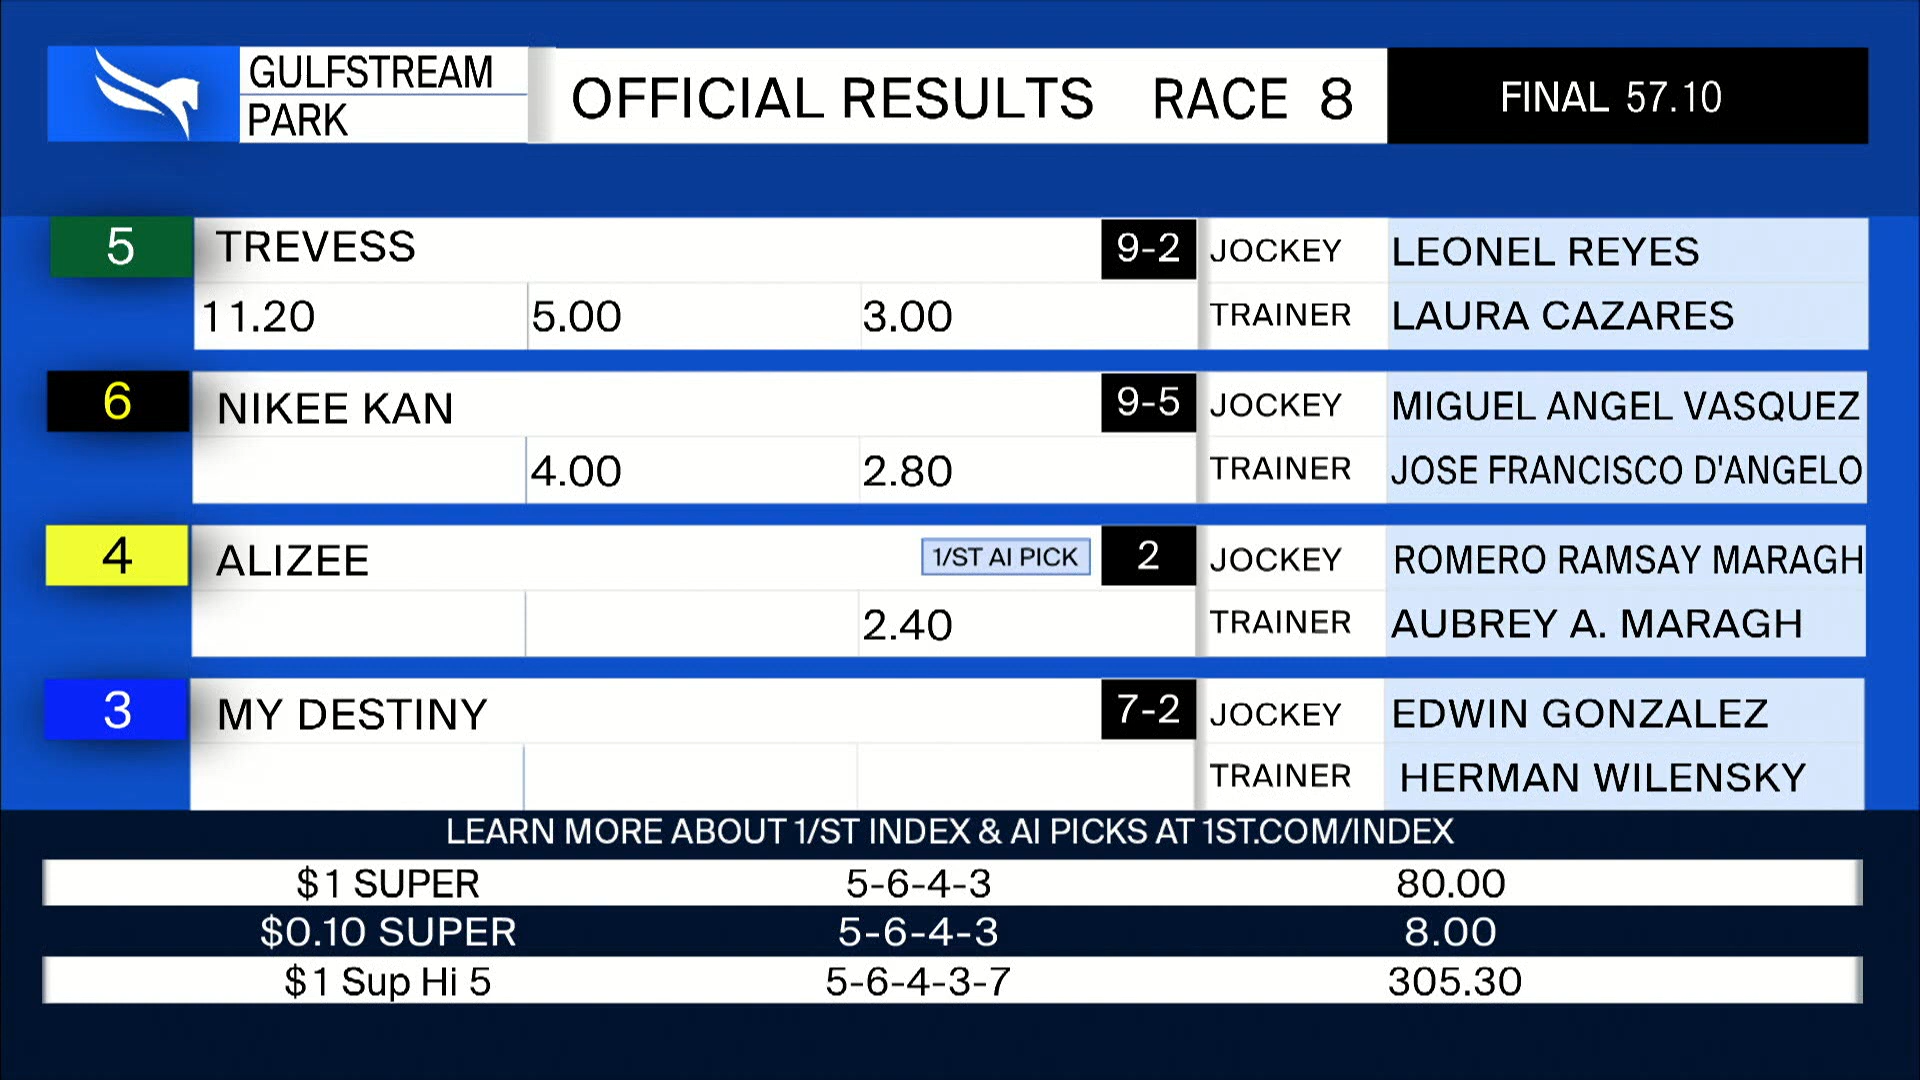 GULFSTREAM PARK OFFICIAL RESULTS RACE 8 FINAL 57.10
5 TREVESS 9-2 JOCKEY LEONEL REYES
11.20 5.00 3.00 TRAINER LAURA CAZARES
6 NIKEE KAN 9-5 JOCKEY MIGUEL ANGEL VASQUEZ
4.00 2.80 TRAINER JOSE FRANCISCO D'ANGELO
4 ALIZEE 1/ST AI PICK 2 JOCKEY ROMERO RAMSAY MARAGH
2.40 TRAINER AUBREY A. MARAGH
3 MY DESTINY 7-2 JOCKEY EDWIN GONZALEZ
TRAINER HERMAN WILENSKY
LEARN MORE ABOUT 1/ST INDEX & AI PICKS AT 1ST.COM/INDEX
$1 SUPER 5-6-4-3 80.00
$0.10 SUPER 5-6-4-3 8.00
$1 Sup Hi 5 5-6-4-3-7 305.30